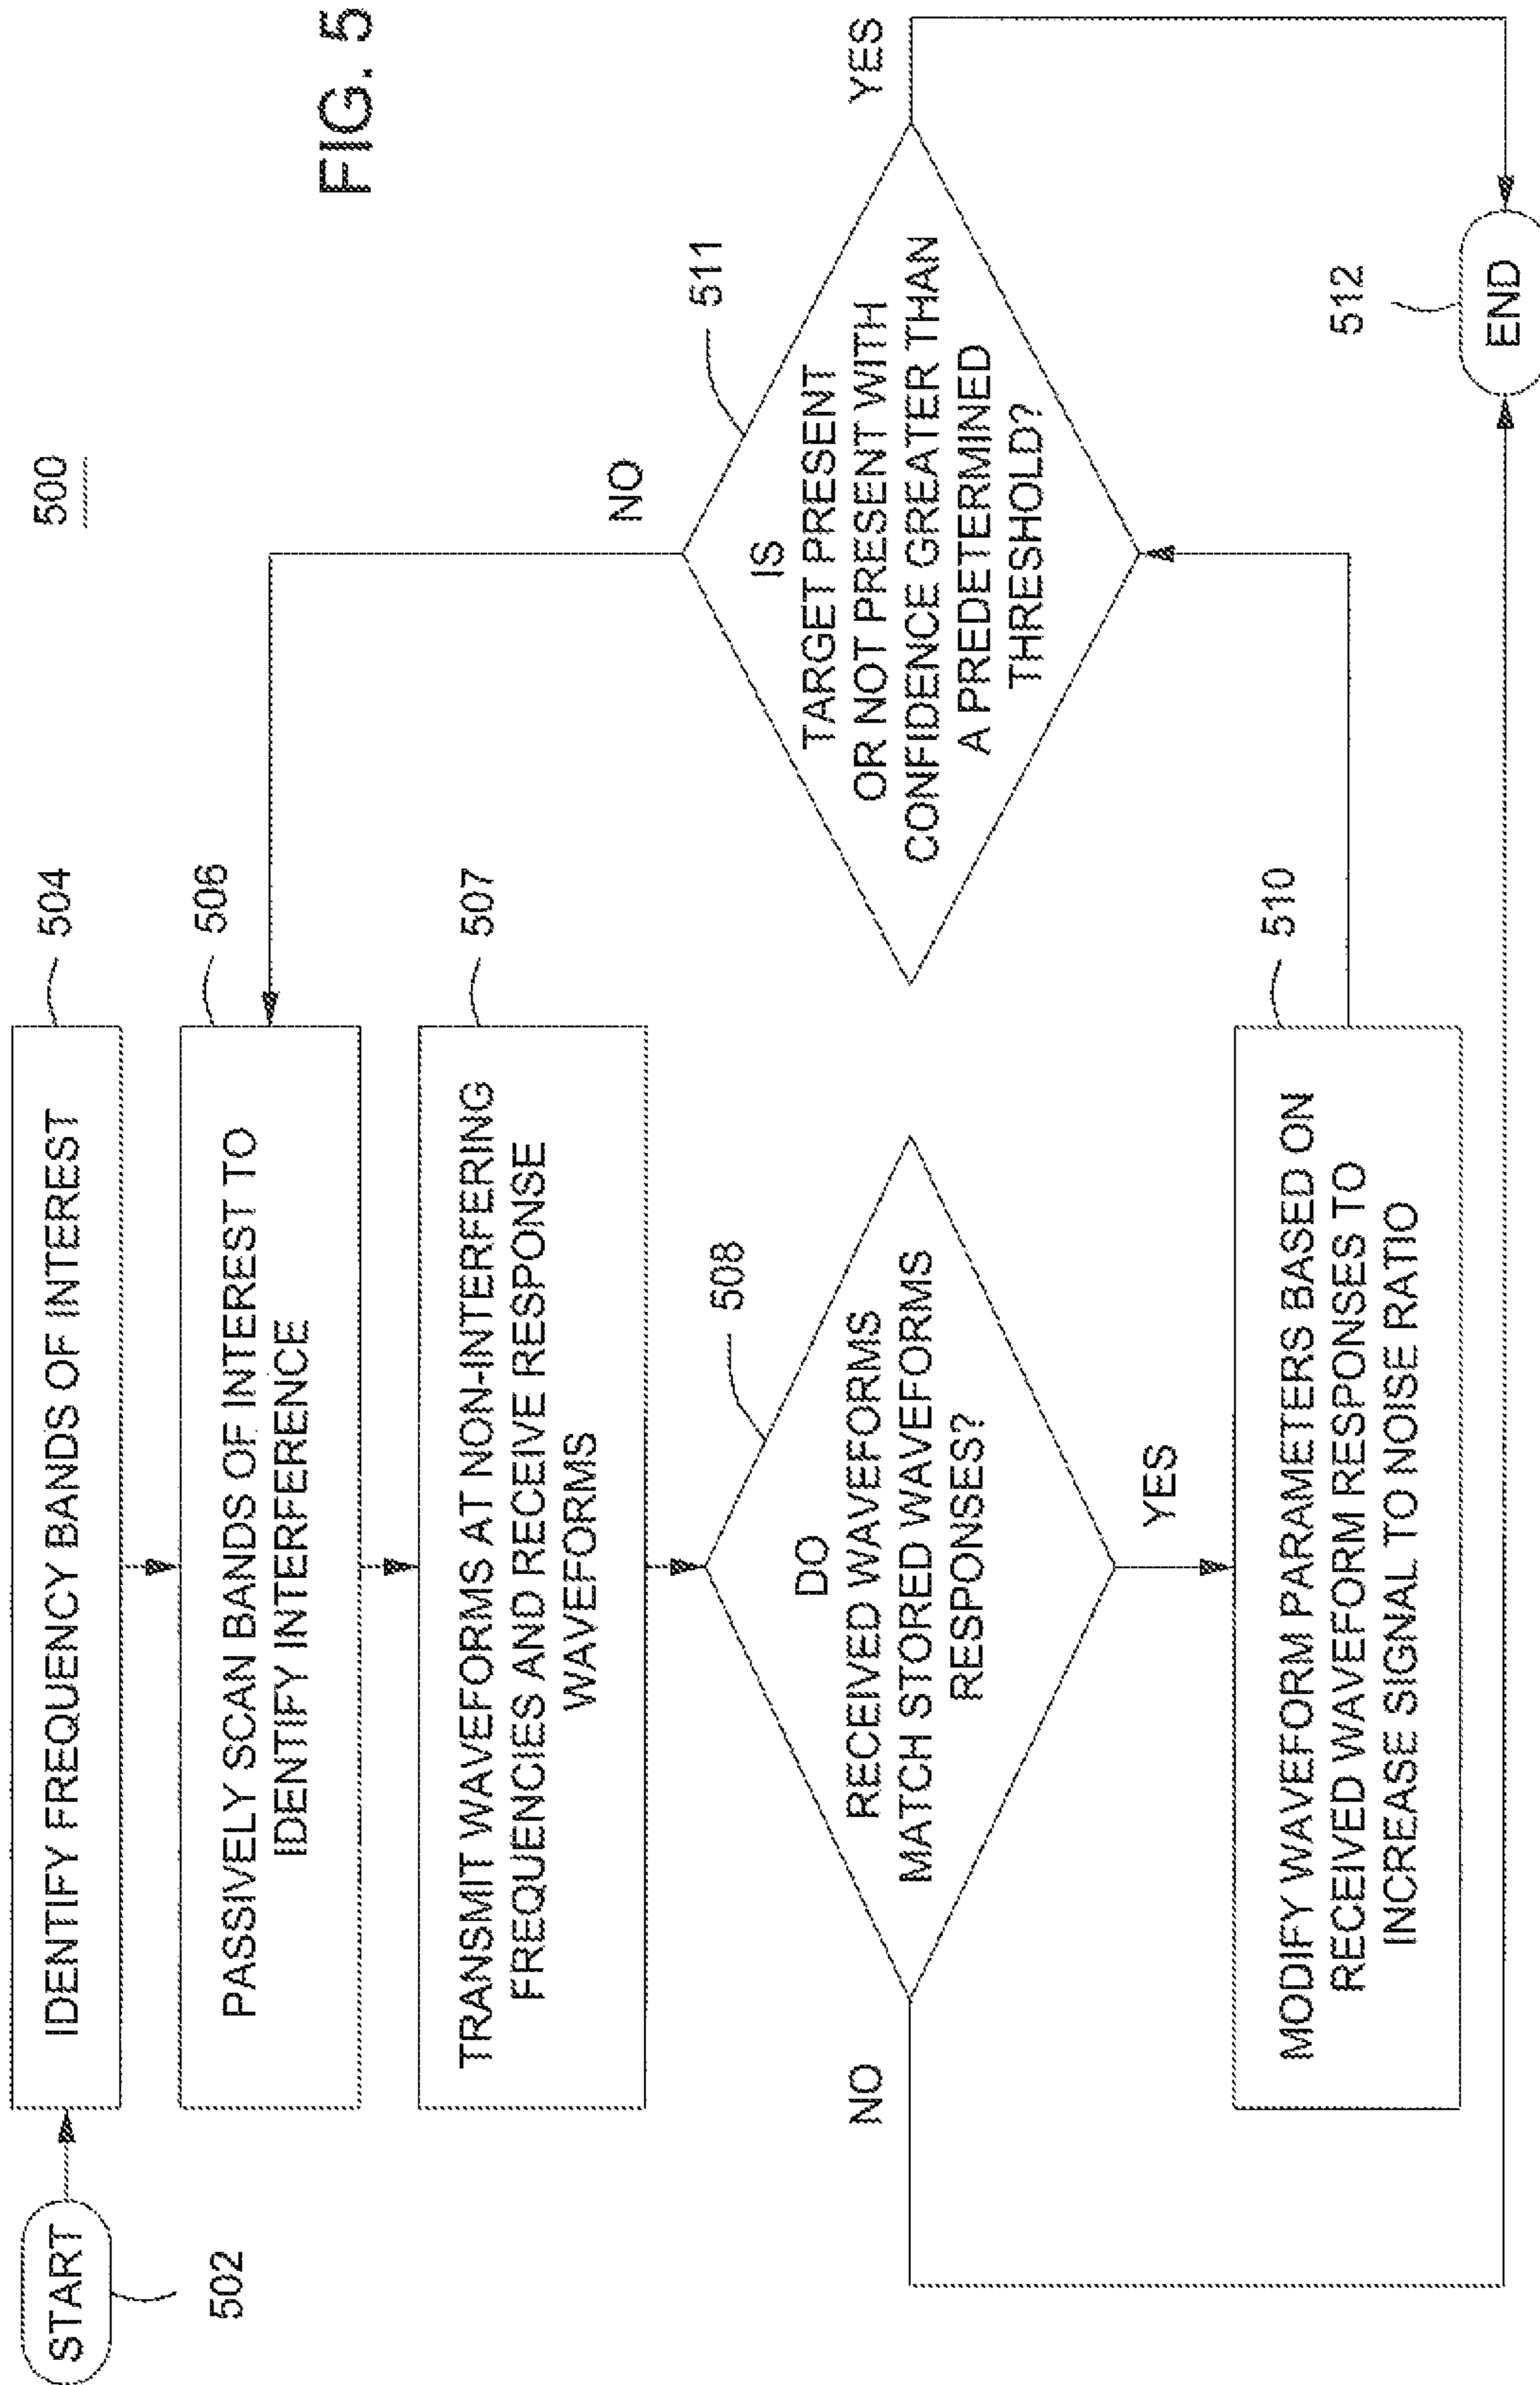 500
FIG. 5
START
502
IDENTIFY FREQUENCY BANDS OF INTEREST
504
PASSIVELY SCAN BANDS OF INTEREST TO
IDENTIFY INTERFERENCE
506
TRANSMIT WAVEFORMS AT NON-INTERFERING
FREQUENCIES AND RECEIVE RESPONSE
WAVEFORMS
507
DO
RECEIVED WAVEFORMS
MATCH STORED WAVEFORMS
RESPONSES?
508
NO
YES
MODIFY WAVEFORM PARAMETERS BASED ON
RECEIVED WAVEFORM RESPONSES TO
INCREASE SIGNAL TO NOISE RATIO
510
IS
TARGET PRESENT
OR NOT PRESENT WITH
CONFIDENCE GREATER THAN
A PREDETERMINED
THRESHOLD?
511
NO
YES
512
END